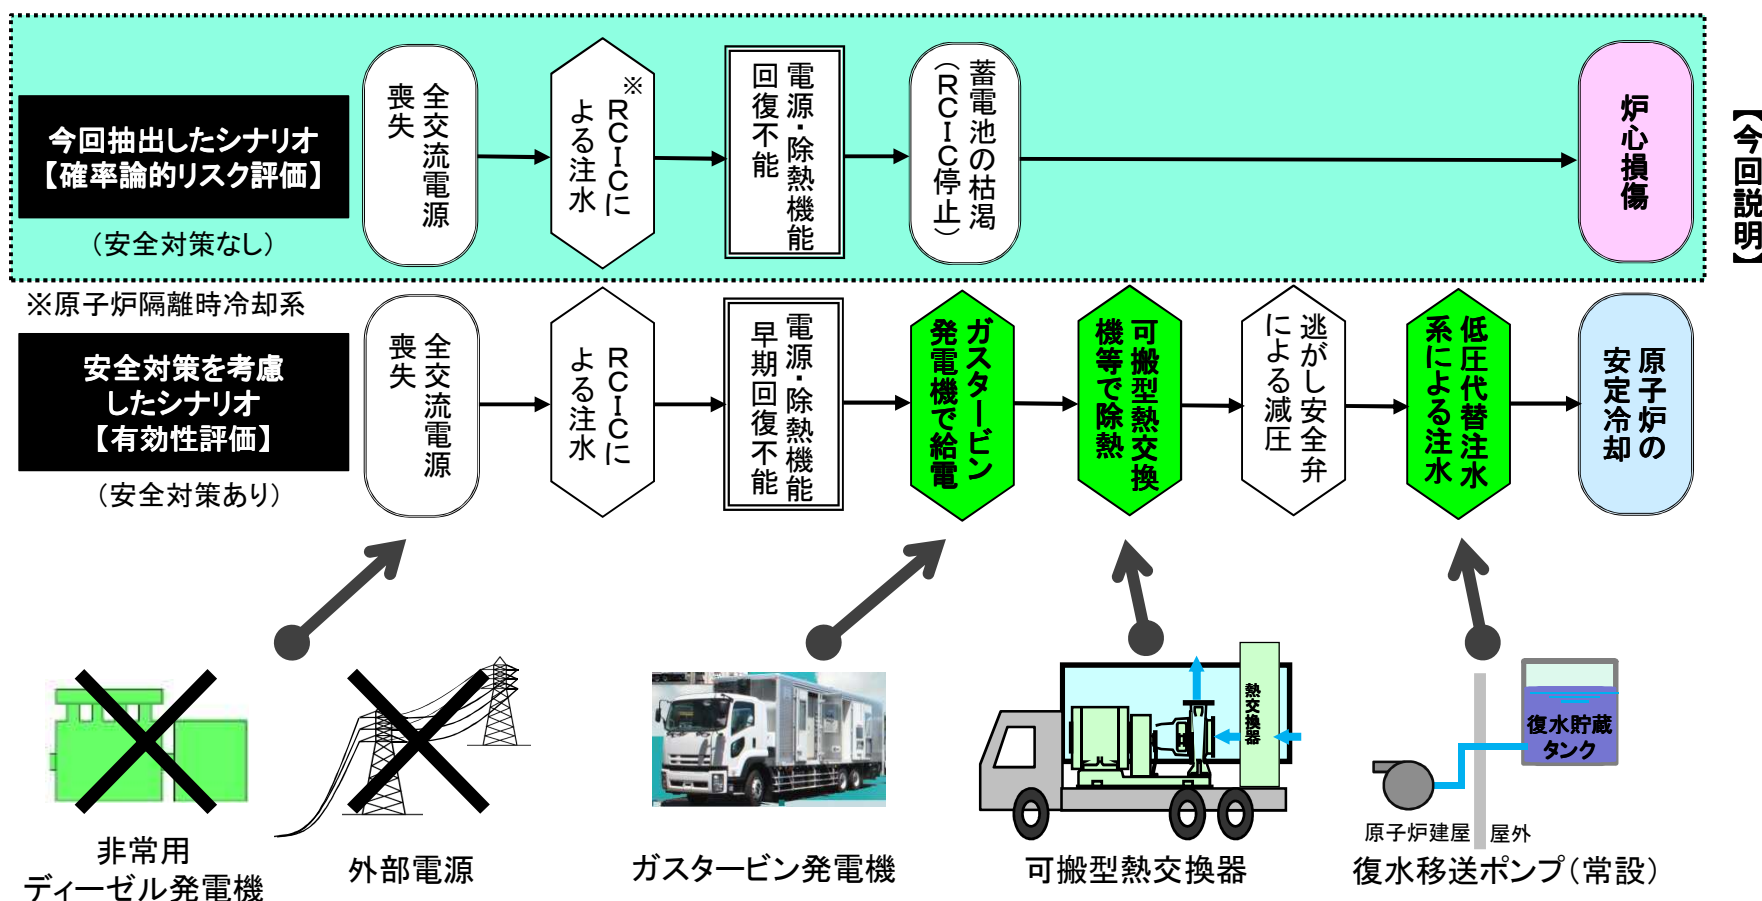 今回抽出したシナリオ
【確率論的リスク評価】
(安全対策なし)
全交流電源
喪失
※
RCICに
よる注水
電源・除熱機能
回復不能
蓄電池の枯渇
(RCIC停止)
炉心損傷
【今回説明】
※原子炉隔離時冷却系
安全対策を考慮
したシナリオ
【有効性評価】
(安全対策あり)
全交流電源
喪失
RCICに
よる注水
電源・除熱機能
早期回復不能
ガスタービン
発電機で給電
可搬型熱交換
機等で除熱
逃がし安全弁
による減圧
低圧代替注水
系による注水
原子炉の
安定冷却
非常用
ディーゼル発電機
外部電源
ガスタービン発電機
熱交換器
可搬型熱交換器
復水貯蔵
タンク
原子炉建屋
屋外
復水移送ポンプ(常設)